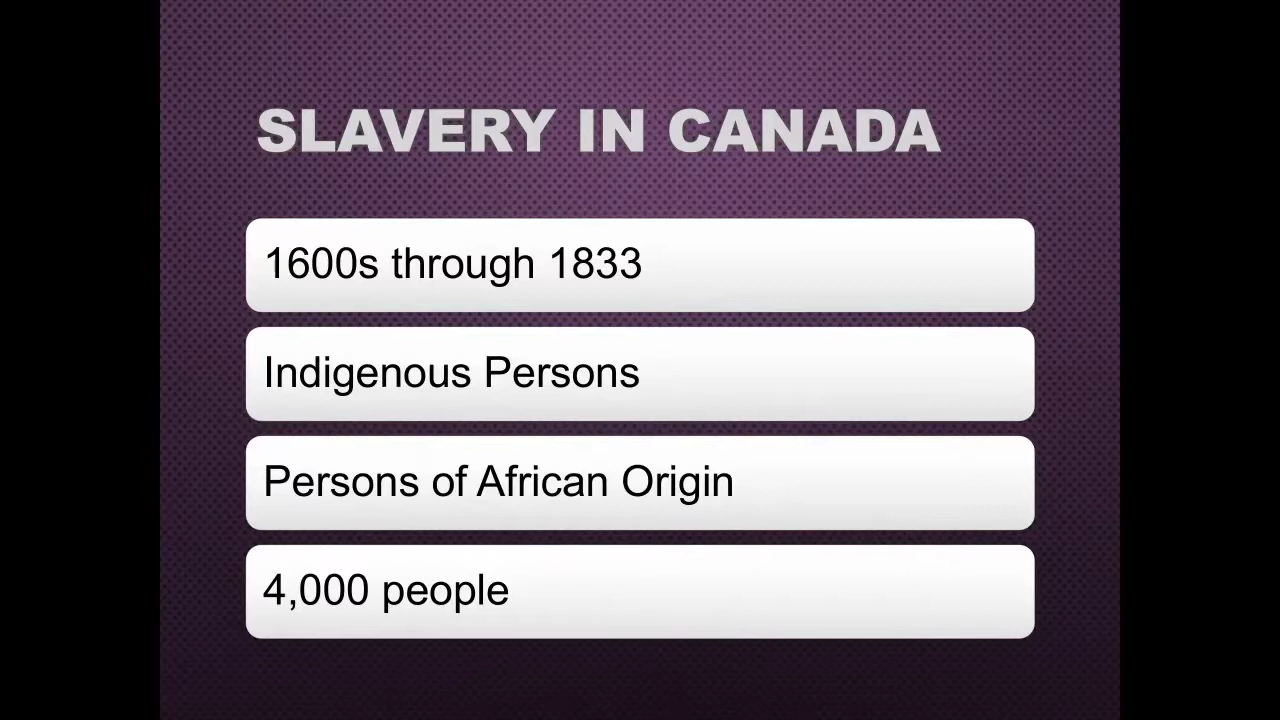 SLAVERY IN CANADA
1600s through 1833
Indigenous Persons
Persons of African Origin
4,000 people